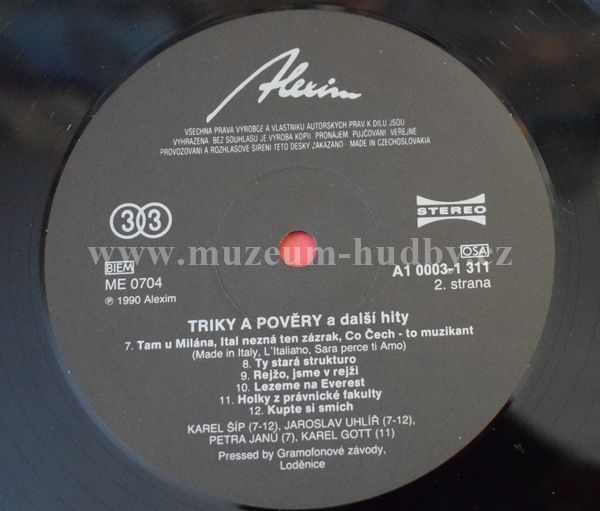 Alexim
VŠECHNA PRÁVA VÝROBCE A VLASTNÍKŮ AUTORSKÝCH PRÁV K DÍLU JSOU
VYHRAZENA. BEZ SOUHLASU JE VÝROBA KOPIÍ, PRONÁJEM, PŮJČOVÁNÍ, VEŘEJNÉ
PROVOZOVÁNÍ A ROZHLASOVÉ ŠÍŘENÍ TÉTO DESKY ZAKÁZÁNO · MADE IN CZECHOSLOVAKIA
33
STEREO
www.muzeum-hudby.cz
BIEM
OSA
ME 0704
A1 0003-1 311
℗ 1990 Alexim
2. strana
TRIKY A POVĚRY a další hity
7. Tam u Milána, Ital nezná ten zázrak, Co Čech - to muzikant
(Made in Italy, L'Italiano, Sara perce ti Amo)
8. Ty stará strukturo
9. Rejžo, jsme v rejži
10. Lezeme na Everest
11. Holky z právnické fakulty
12. Kupte si smích
KAREL ŠÍP (7-12), JAROSLAV UHLÍŘ (7-12),
PETRA JANŮ (7), KAREL GOTT (11)
Pressed by Gramofonové závody,
Loděnice